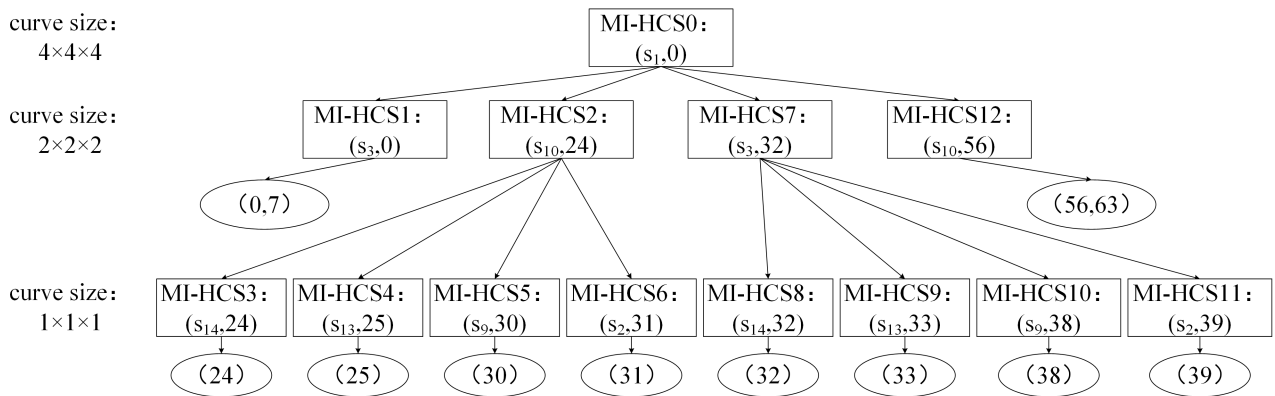 curve size：
4×4×4
MI-HCS0：
(s₁,0)
curve size：
2×2×2
MI-HCS1：
(s₃,0)
MI-HCS2：
(s₁₀,24)
MI-HCS7：
(s₃,32)
MI-HCS12：
(s₁₀,56)
（0,7）
（56,63）
curve size：
1×1×1
MI-HCS3：
(s₁₄,24)
MI-HCS4：
(s₁₃,25)
MI-HCS5：
(s₉,30)
MI-HCS6：
(s₂,31)
MI-HCS8：
(s₁₄,32)
MI-HCS9：
(s₁₃,33)
MI-HCS10：
(s₉,38)
MI-HCS11：
(s₂,39)
（24）
（25）
（30）
（31）
（32）
（33）
（38）
（39）